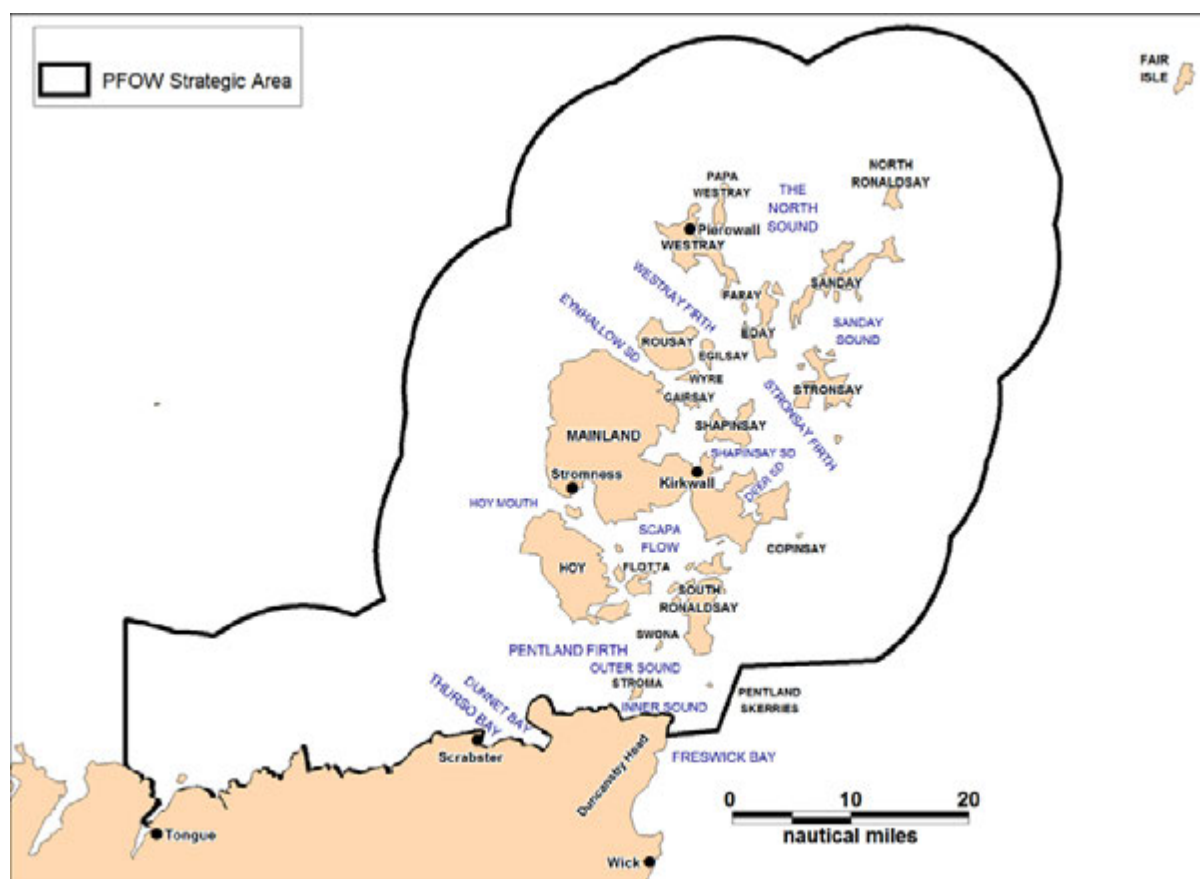 PFOW Strategic Area
FAIR
ISLE
NORTH
RONALDSAY
PAPA
WESTRAY
THE
NORTH
SOUND
Pierowall
WESTRAY
WESTRAY FIRTH
FARAY
SANDAY
EYNHALLOW SD
ROUSAY
EDAY
SANDAY
SOUND
EGILSAY
WYRE
GAIRSAY
STRONSAY
STRONSAY FIRTH
SHAPINSAY
MAINLAND
SHAPINSAY SD
Stromness
Kirkwall
DEER SD
HOY MOUTH
SCAPA
FLOW
COPINSAY
HOY
FLOTTA
SOUTH
RONALDSAY
SWONA
PENTLAND FIRTH
OUTER SOUND
STROMA
PENTLAND
SKERRIES
INNER SOUND
DUNNET BAY
THURSO BAY
Scrabster
Duncansby Head
FRESWICK BAY
0 10 20
nautical miles
Tongue
Wick